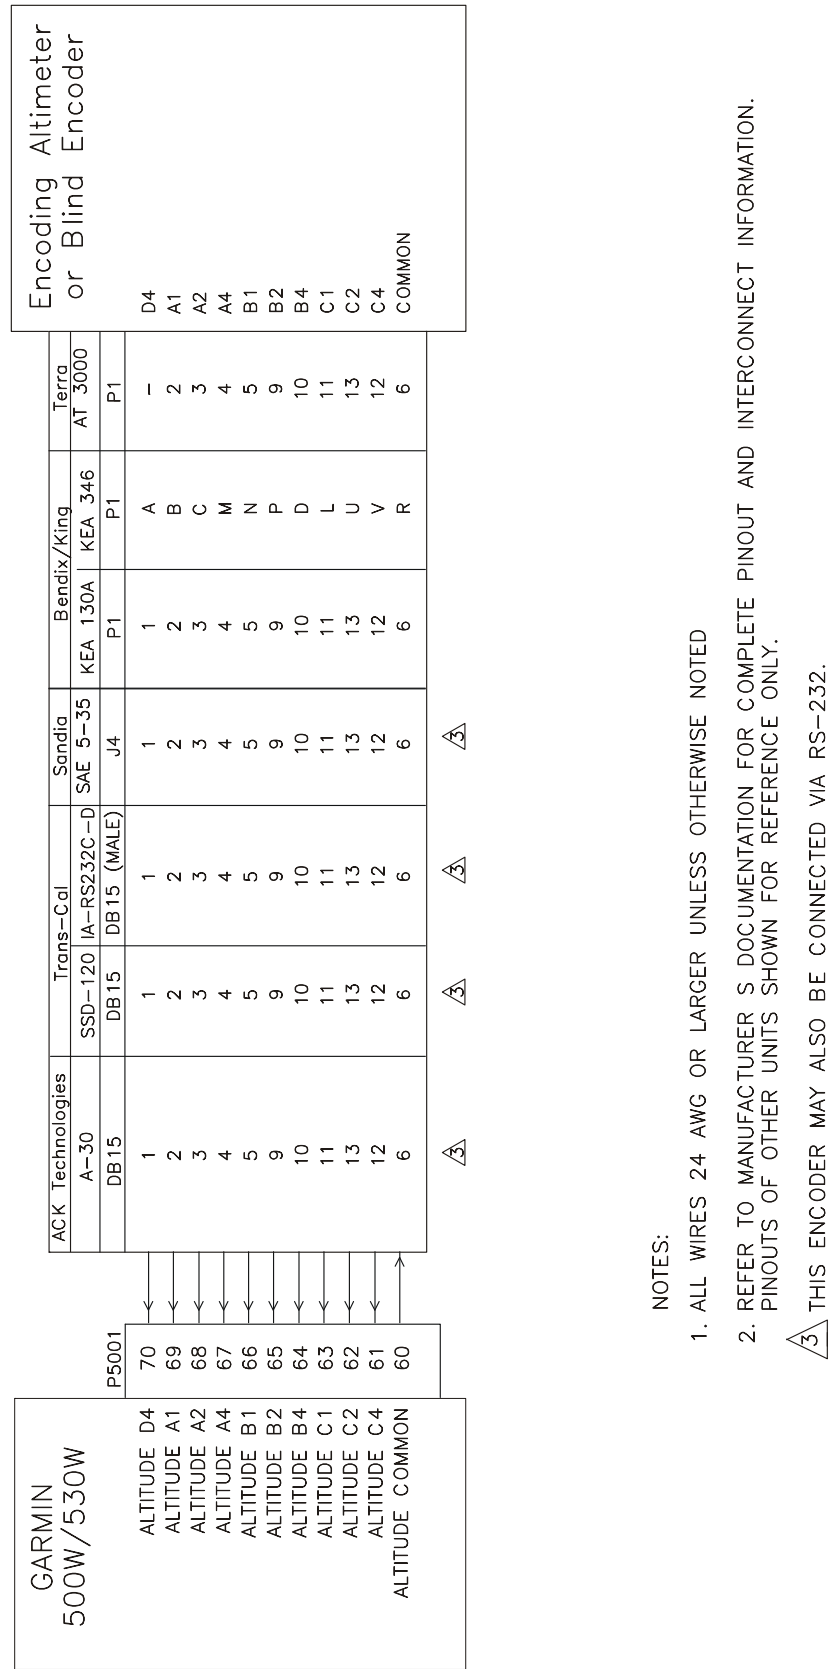 GARMIN
500W/530W
P5001
ACK Technologies
A-30
DB15
Trans-Cal
SSD-120 IA-RS232C-D
DB15 DB15 (MALE)
Sandia
SAE 5-35
J4
Bendix/King
KEA 130A KEA 346
P1 P1
Terra
AT 3000
P1
Encoding Altimeter
or Blind Encoder
ALTITUDE D4 70 1 1 1 1 1 A - D4
ALTITUDE A1 69 2 2 2 2 2 B 2 A1
ALTITUDE A2 68 3 3 3 3 3 C 3 A2
ALTITUDE A4 67 4 4 4 4 4 M 4 A4
ALTITUDE B1 66 5 5 5 5 5 N 5 B1
ALTITUDE B2 65 9 9 9 9 9 P 9 B2
ALTITUDE B4 64 10 10 10 10 10 D 10 B4
ALTITUDE C1 63 11 11 11 11 11 L 11 C1
ALTITUDE C2 62 13 13 13 13 13 U 13 C2
ALTITUDE C4 61 12 12 12 12 12 V 12 C4
ALTITUDE COMMON 60 6 6 6 6 6 R 6 COMMON
3 3 3 3
NOTES:
1. ALL WIRES 24 AWG OR LARGER UNLESS OTHERWISE NOTED
2. REFER TO MANUFACTURER S DOCUMENTATION FOR COMPLETE PINOUT AND INTERCONNECT INFORMATION.
PINOUTS OF OTHER UNITS SHOWN FOR REFERENCE ONLY.
3 THIS ENCODER MAY ALSO BE CONNECTED VIA RS-232.